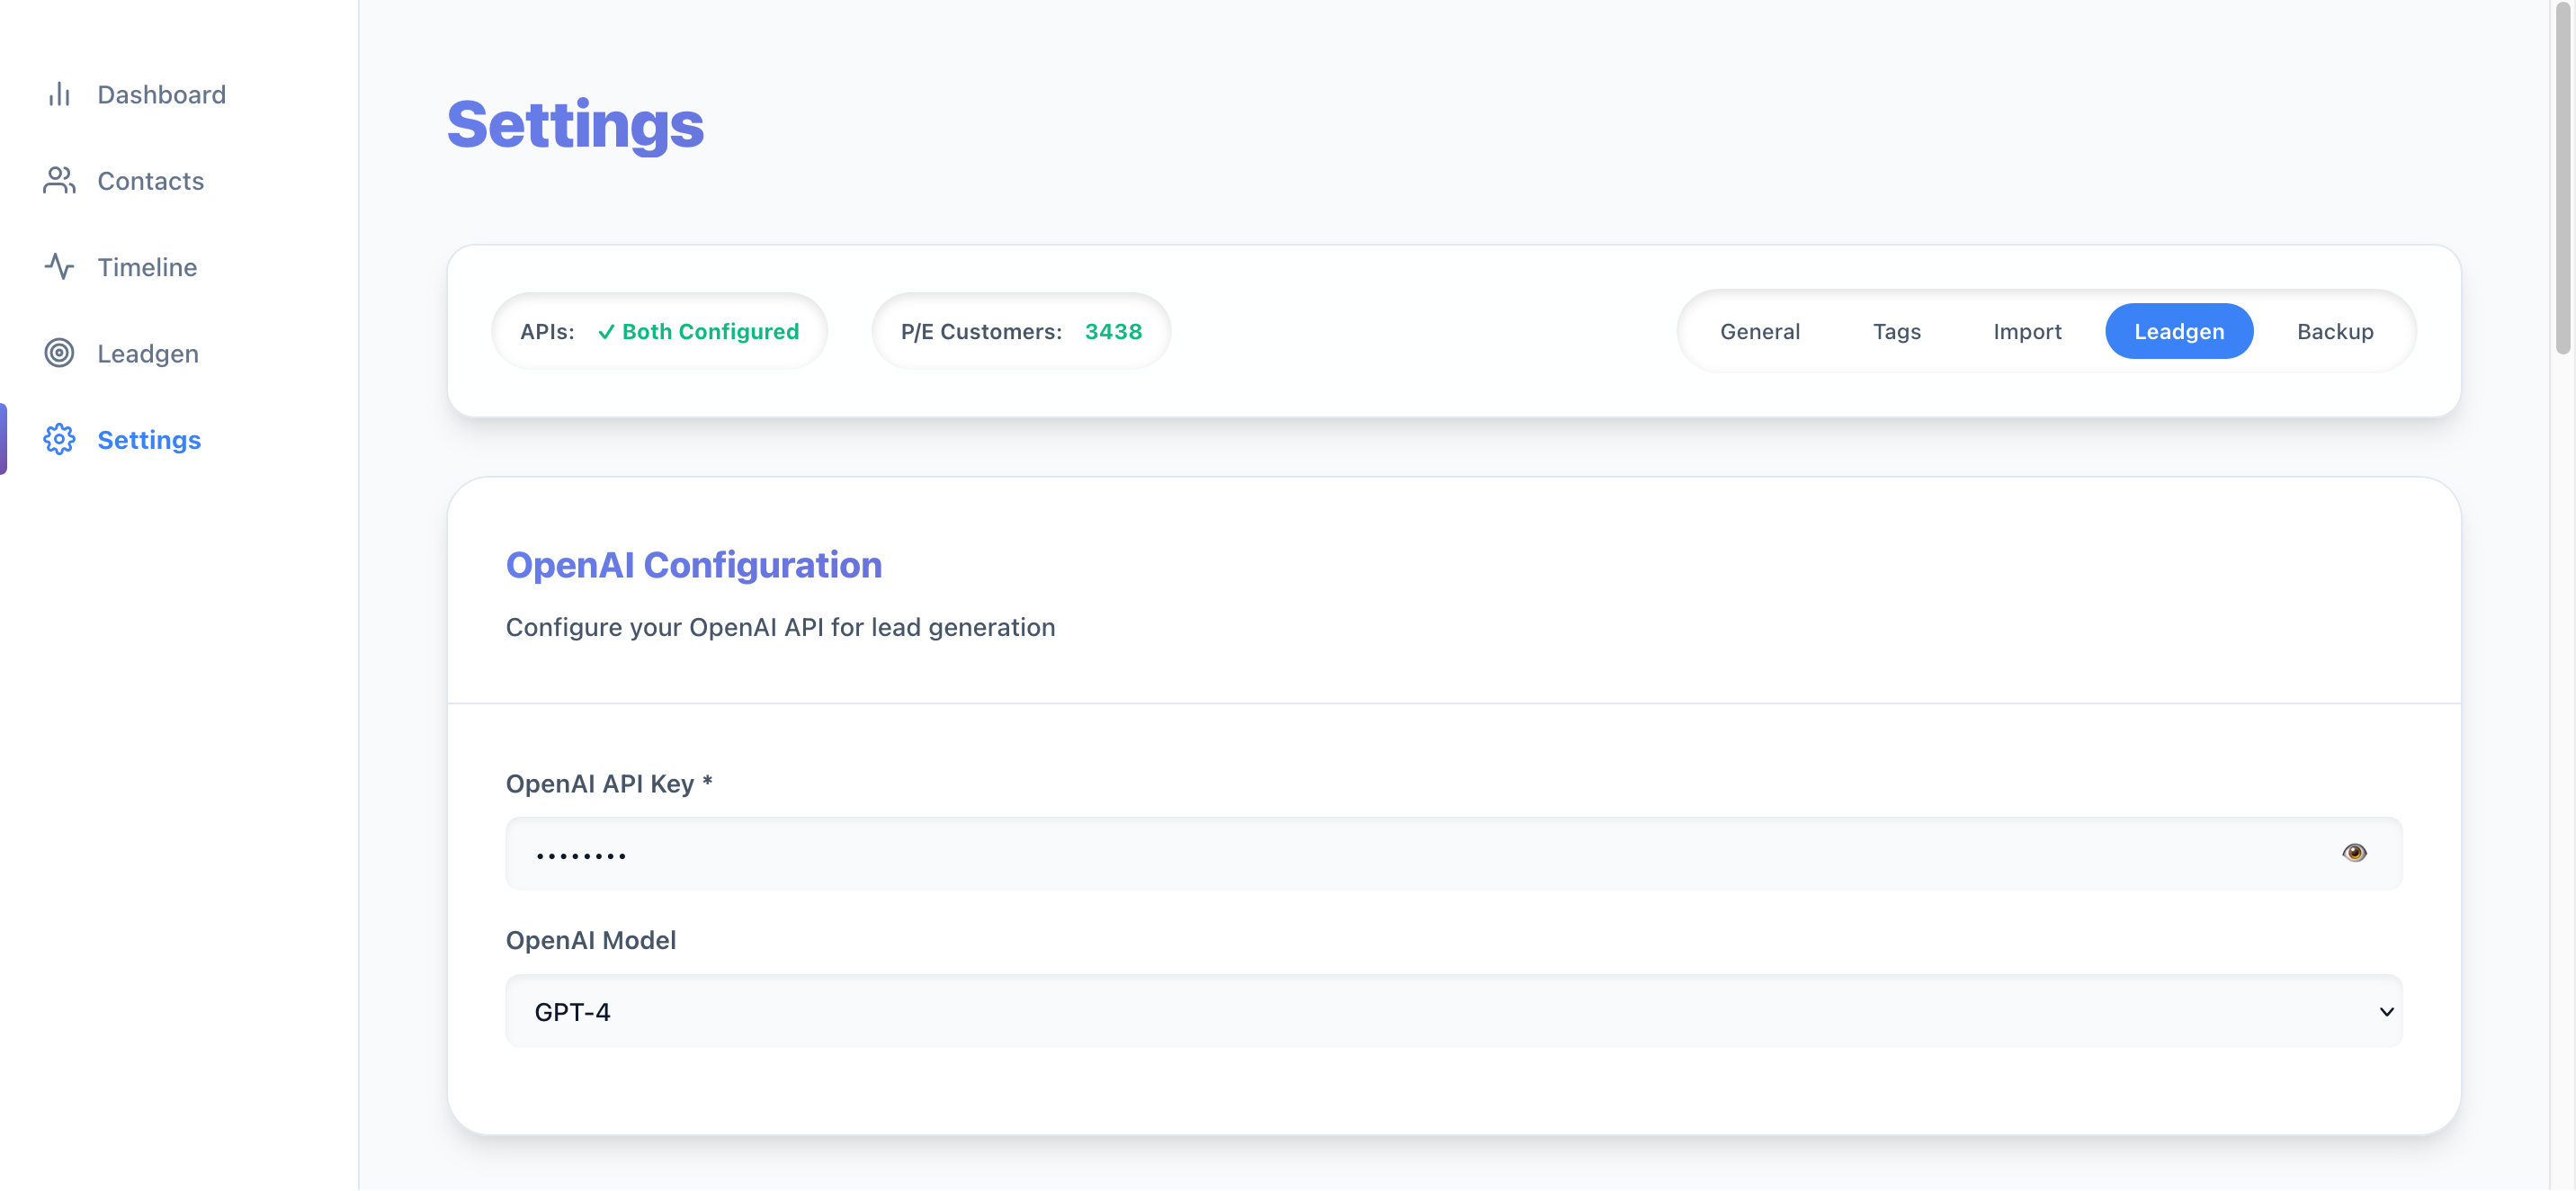 Dashboard
Contacts
Timeline
Leadgen
Settings
Settings
APIs: ✓ Both Configured
P/E Customers: 3438
General Tags Import Leadgen Backup
OpenAI Configuration
Configure your OpenAI API for lead generation
OpenAI API Key *
••••••••
OpenAI Model
GPT-4